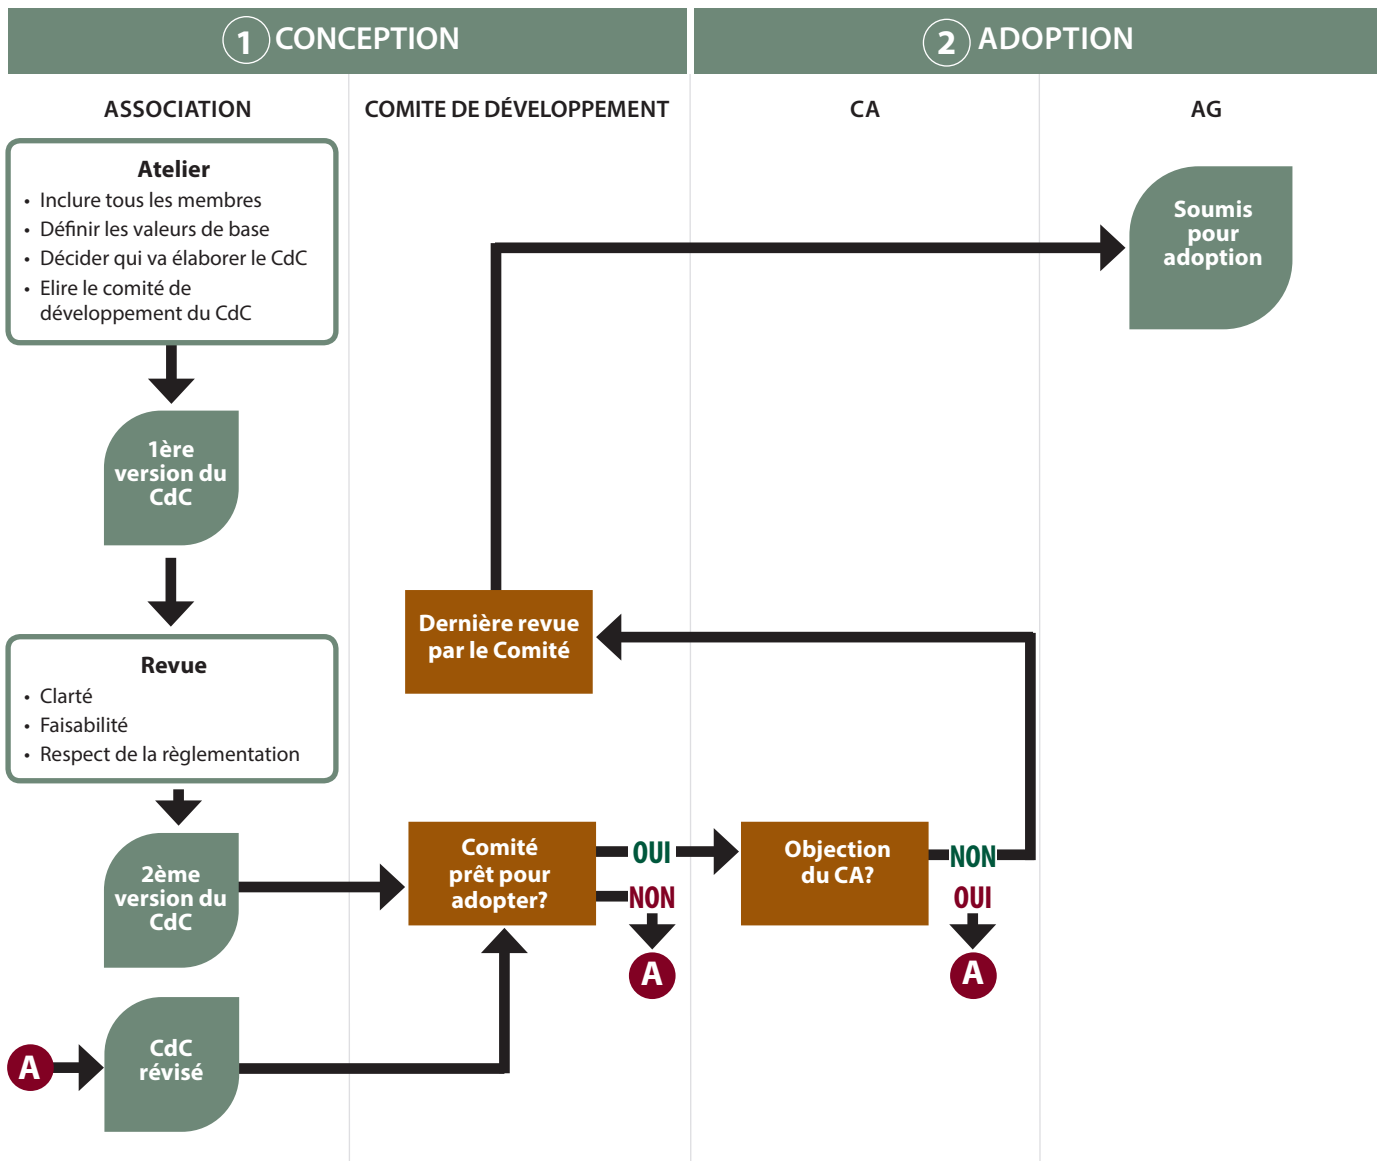 1 CONCEPTION
2 ADOPTION
ASSOCIATION
COMITE DE DÉVELOPPEMENT
CA
AG
Atelier
• Inclure tous les membres
• Définir les valeurs de base
• Décider qui va élaborer le CdC
• Elire le comité de
développement du CdC
Soumis
pour
adoption
1ère
version du
CdC
Dernière revue
par le Comité
Revue
• Clarté
• Faisabilité
• Respect de la règlementation
2ème
version du
CdC
Comité
prêt pour
adopter?
OUI
NON
A
Objection
du CA?
NON
OUI
A
A
CdC
révisé